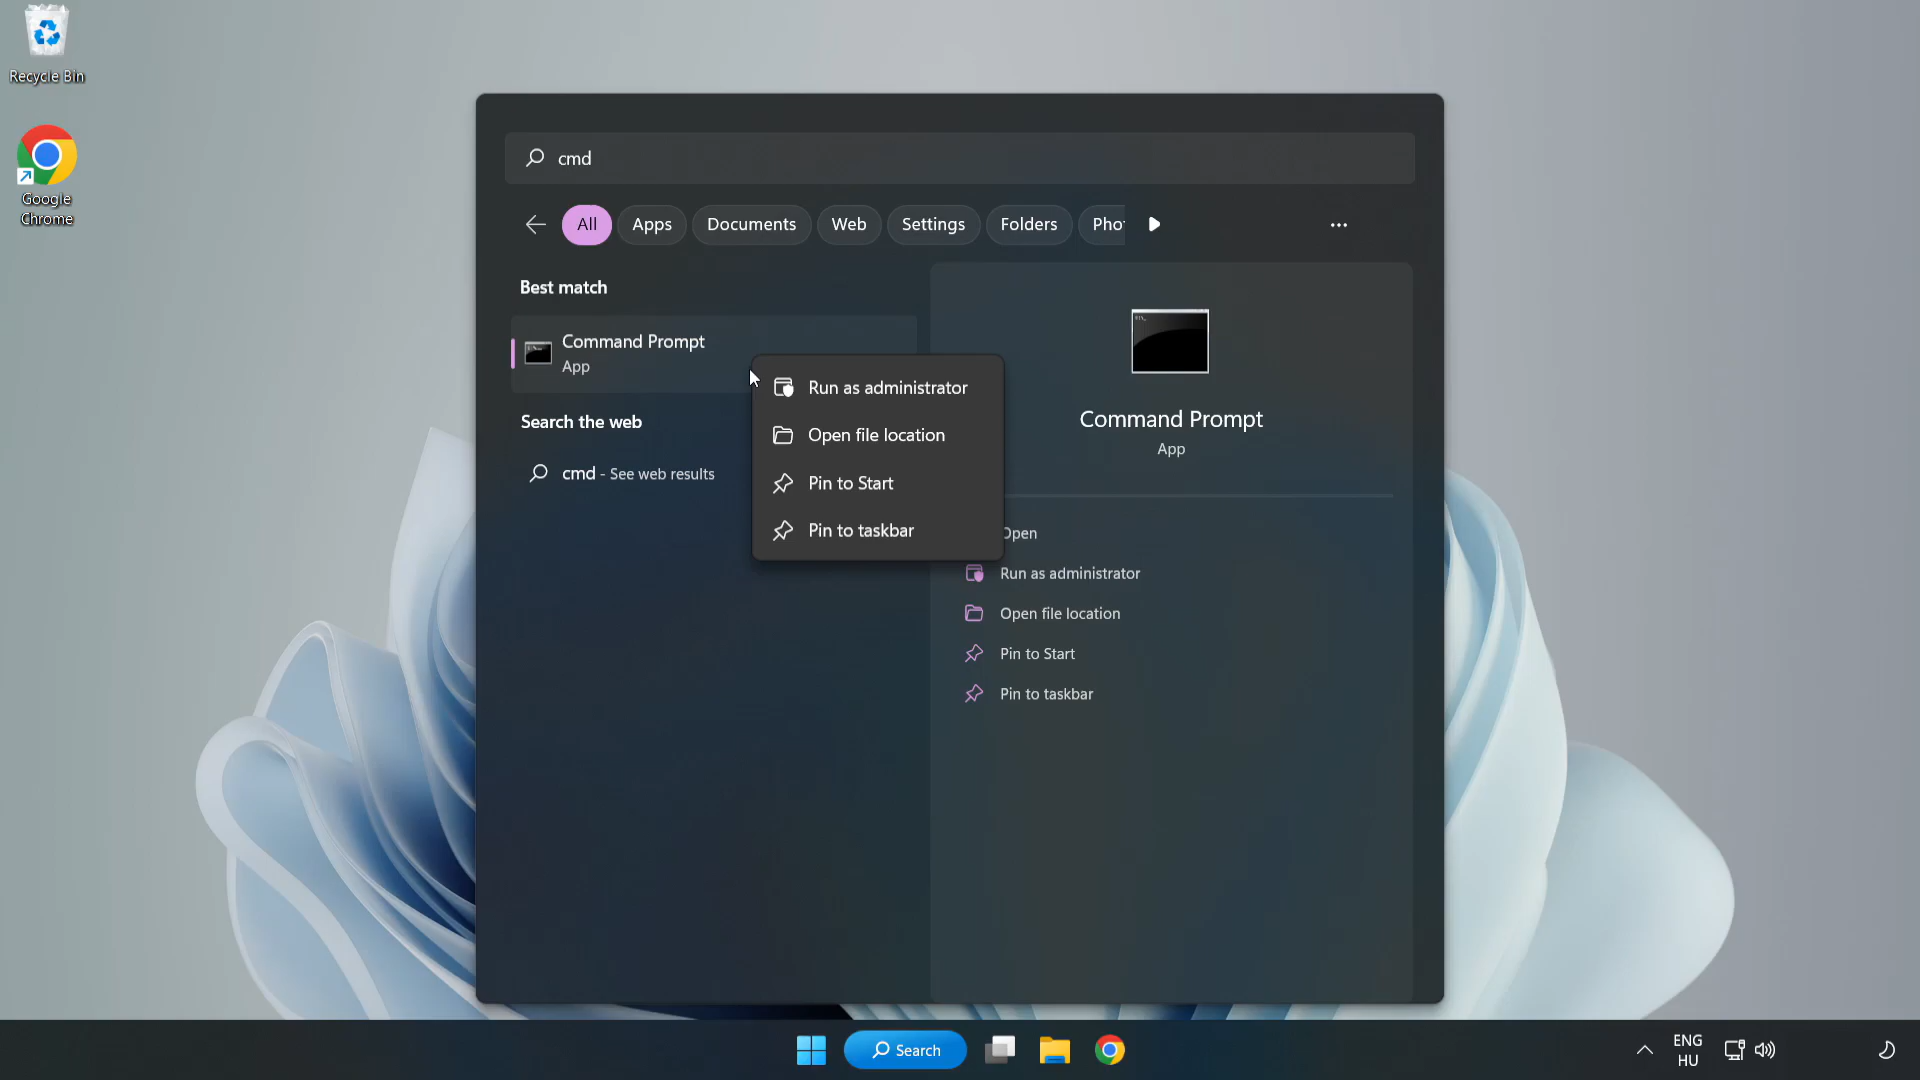 Recycle Bin
Google
Chrome
cmd
All
Apps
Documents
Web
Settings
Folders
Pho
Best match
Command Prompt
App
Search the web
cmd - See web results
Run as administrator
Open file location
Pin to Start
Pin to taskbar
Command Prompt
App
Open
Run as administrator
Open file location
Pin to Start
Pin to taskbar
Search
ENG
HU